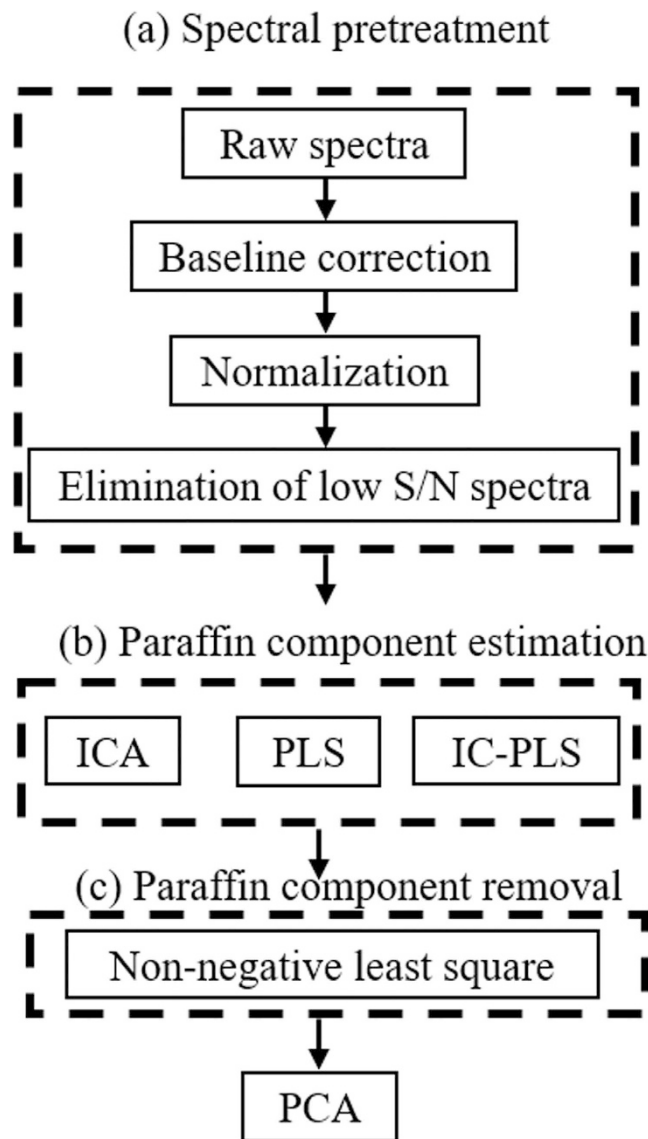 (a) Spectral pretreatment
Raw spectra
Baseline correction
Normalization
Elimination of low S/N spectra
(b) Paraffin component estimation
ICA PLS IC-PLS
(c) Paraffin component removal
Non-negative least square
PCA